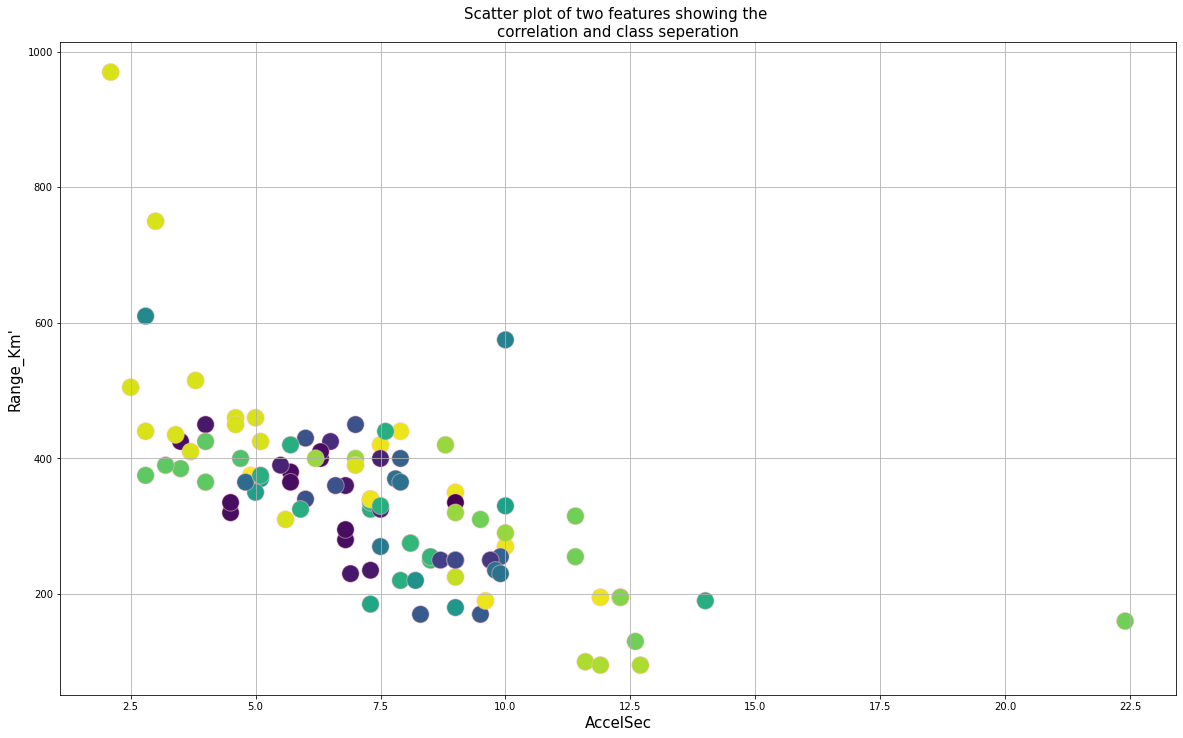 Scatter plot of two features showing the
correlation and class seperation
1000
800
600
400
200
Range_Km'
2.5 5.0 7.5 10.0 12.5 15.0 17.5 20.0 22.5
AccelSec